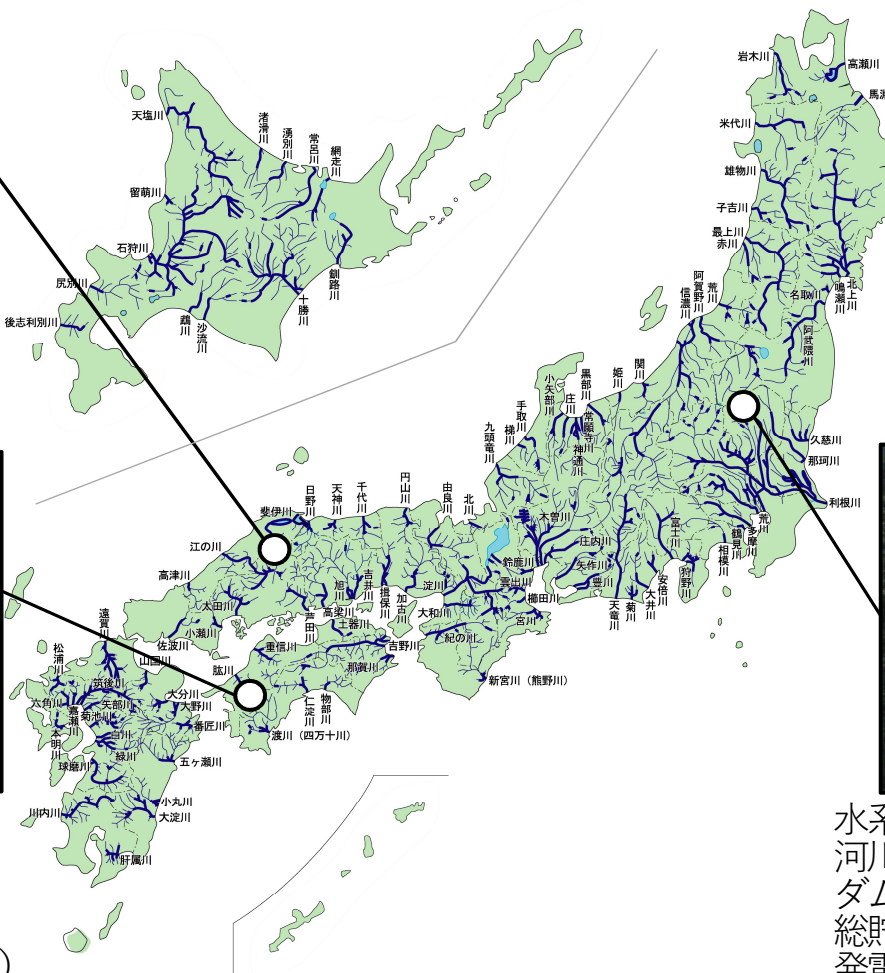 天塩川
渚滑川
湧別川
常呂川
網走川
留萌川
石狩川
尻別川
後志利別川
鵡川
沙流川
十勝川
釧路川
岩木川
高瀬川
馬淵
米代川
雄物川
子吉川
最上川
赤川
荒川
阿賀野川
信濃川
名取川
鳴瀬川
北上川
阿武隈川
関川
姫川
黒部川
常願寺川
神通川
庄川
小矢部川
手取川
梯川
九頭竜川
久慈川
那珂川
利根川
荒川
多摩川
鶴見川
相模川
富士川
狩野川
安倍川
大井川
菊川
天竜川
豊川
矢作川
庄内川
木曽川
鈴鹿川
雲出川
櫛田川
宮川
北川
由良川
円山川
千代川
天神川
日野川
斐伊川
江の川
高津川
太田川
小瀬川
佐波川
芦田川
高梁川
旭川
吉井川
揖保川
加古川
淀川
大和川
紀の川
新宮川（熊野川）
土器川
吉野川
那賀川
重信川
肱川
仁淀川
物部川
渡川（四万十川）
遠賀川
山国川
松浦川
筑後川
六角川
嘉瀬川
矢部川
菊池川
本明川
白川
緑川
球磨川
大分川
大野川
番匠川
五ヶ瀬川
小丸川
大淀川
川内川
肝属川
水系
河川
ダム
総貯
発電
)